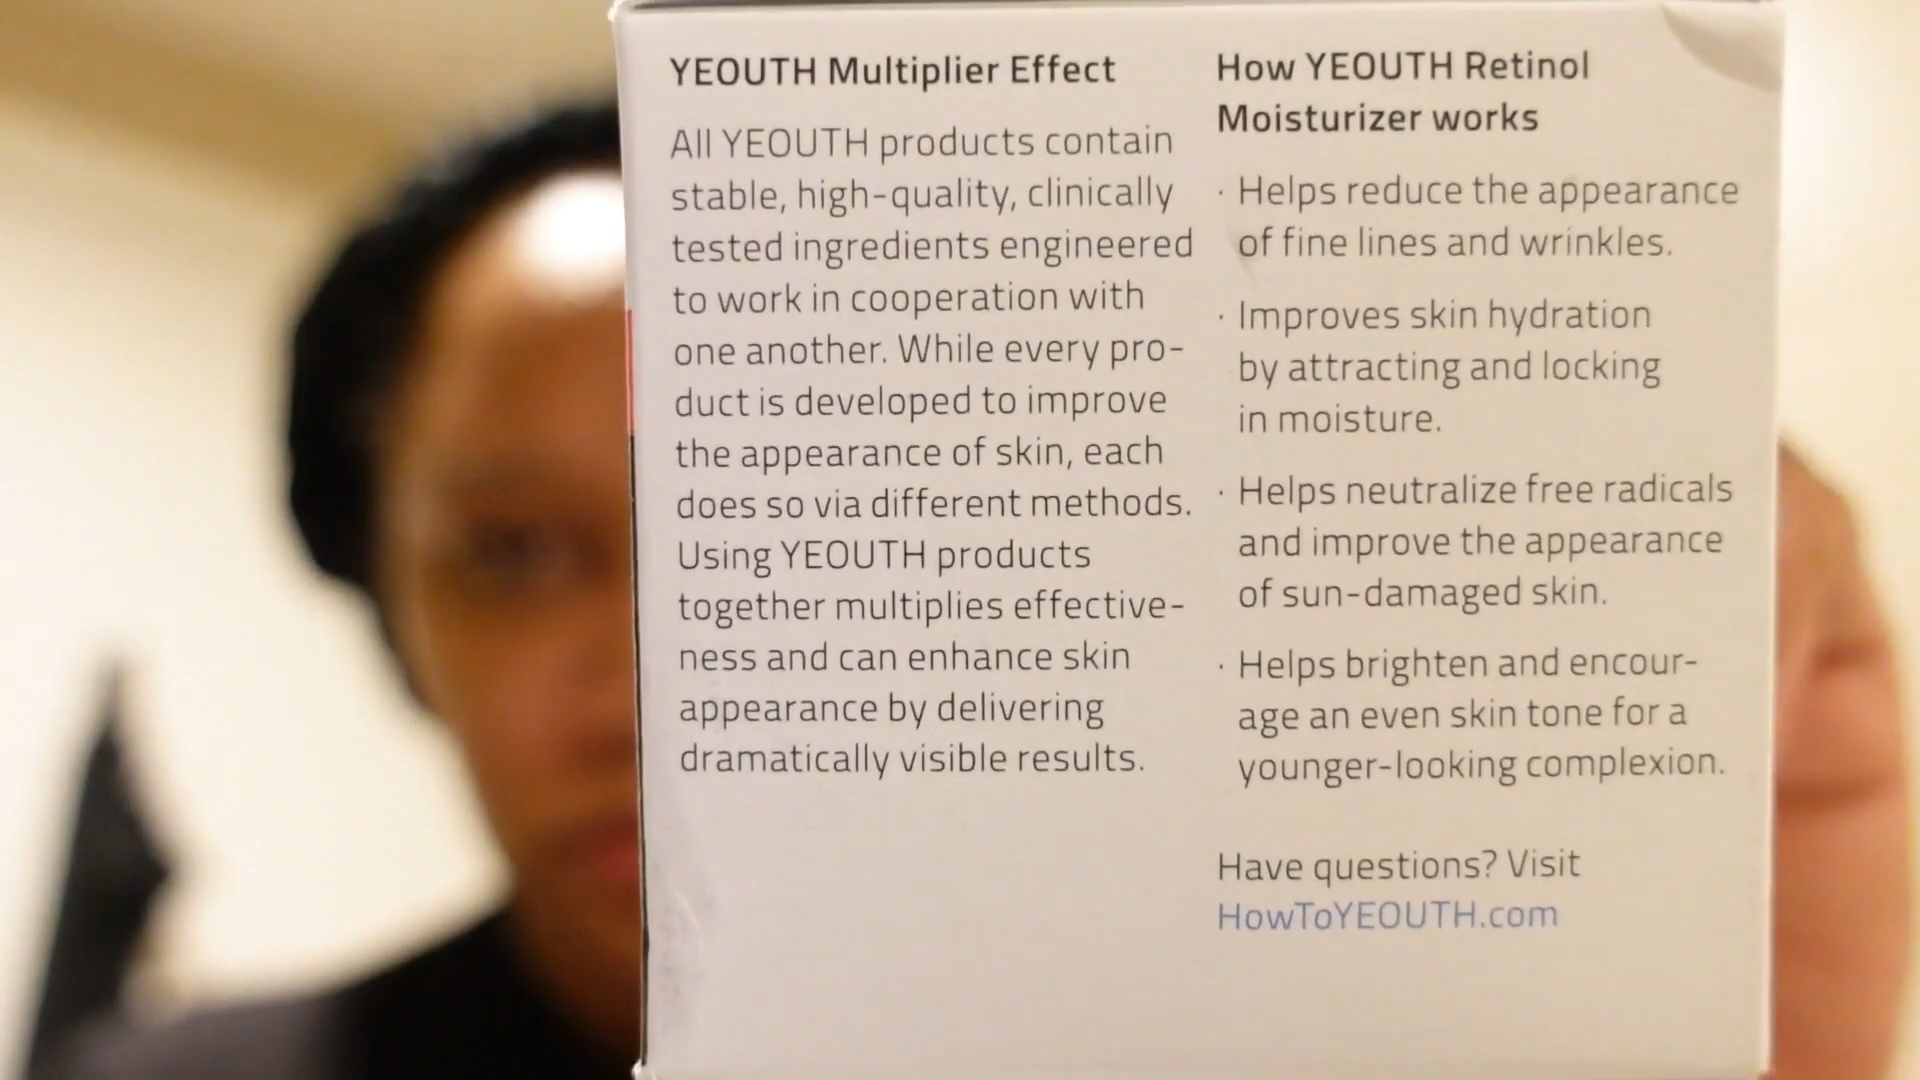 YEOUTH Multiplier Effect
All YEOUTH products contain
stable, high-quality, clinically
tested ingredients engineered
to work in cooperation with
one another. While every pro-
duct is developed to improve
the appearance of skin, each
does so via different methods.
Using YEOUTH products
together multiplies effective-
ness and can enhance skin
appearance by delivering
dramatically visible results.
How YEOUTH Retinol
Moisturizer works
· Helps reduce the appearance
of fine lines and wrinkles.
· Improves skin hydration
by attracting and locking
in moisture.
· Helps neutralize free radicals
and improve the appearance
of sun-damaged skin.
· Helps brighten and encour-
age an even skin tone for a
younger-looking complexion.
Have questions? Visit
HowToYEOUTH.com